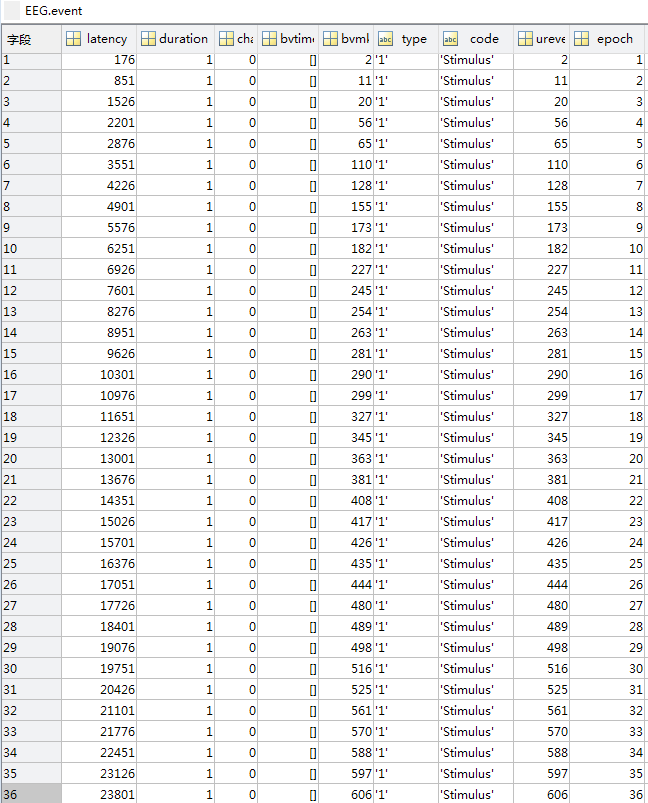 EEG.event
字段 latency duration cha bvtime bvmk type code ureve epoch
1 176 1 0 [] 2 '1' 'Stimulus' 2 1
2 851 1 0 [] 11 '1' 'Stimulus' 11 2
3 1526 1 0 [] 20 '1' 'Stimulus' 20 3
4 2201 1 0 [] 56 '1' 'Stimulus' 56 4
5 2876 1 0 [] 65 '1' 'Stimulus' 65 5
6 3551 1 0 [] 110 '1' 'Stimulus' 110 6
7 4226 1 0 [] 128 '1' 'Stimulus' 128 7
8 4901 1 0 [] 155 '1' 'Stimulus' 155 8
9 5576 1 0 [] 173 '1' 'Stimulus' 173 9
10 6251 1 0 [] 182 '1' 'Stimulus' 182 10
11 6926 1 0 [] 227 '1' 'Stimulus' 227 11
12 7601 1 0 [] 245 '1' 'Stimulus' 245 12
13 8276 1 0 [] 254 '1' 'Stimulus' 254 13
14 8951 1 0 [] 263 '1' 'Stimulus' 263 14
15 9626 1 0 [] 281 '1' 'Stimulus' 281 15
16 10301 1 0 [] 290 '1' 'Stimulus' 290 16
17 10976 1 0 [] 299 '1' 'Stimulus' 299 17
18 11651 1 0 [] 327 '1' 'Stimulus' 327 18
19 12326 1 0 [] 345 '1' 'Stimulus' 345 19
20 13001 1 0 [] 363 '1' 'Stimulus' 363 20
21 13676 1 0 [] 381 '1' 'Stimulus' 381 21
22 14351 1 0 [] 408 '1' 'Stimulus' 408 22
23 15026 1 0 [] 417 '1' 'Stimulus' 417 23
24 15701 1 0 [] 426 '1' 'Stimulus' 426 24
25 16376 1 0 [] 435 '1' 'Stimulus' 435 25
26 17051 1 0 [] 444 '1' 'Stimulus' 444 26
27 17726 1 0 [] 480 '1' 'Stimulus' 480 27
28 18401 1 0 [] 489 '1' 'Stimulus' 489 28
29 19076 1 0 [] 498 '1' 'Stimulus' 498 29
30 19751 1 0 [] 516 '1' 'Stimulus' 516 30
31 20426 1 0 [] 525 '1' 'Stimulus' 525 31
32 21101 1 0 [] 561 '1' 'Stimulus' 561 32
33 21776 1 0 [] 570 '1' 'Stimulus' 570 33
34 22451 1 0 [] 588 '1' 'Stimulus' 588 34
35 23126 1 0 [] 597 '1' 'Stimulus' 597 35
36 23801 1 0 [] 606 '1' 'Stimulus' 606 36